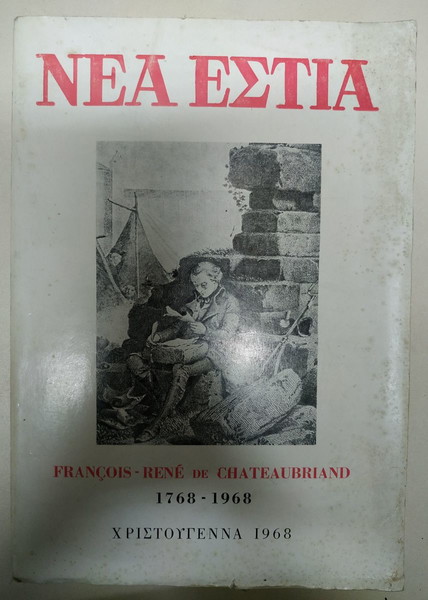 ΝΕΑ ΕΣΤΙΑ
FRANÇOIS - RENÉ DE CHATEAUBRIAND
1768 - 1968
ΧΡΙΣΤΟΥΓΕΝΝΑ 1968